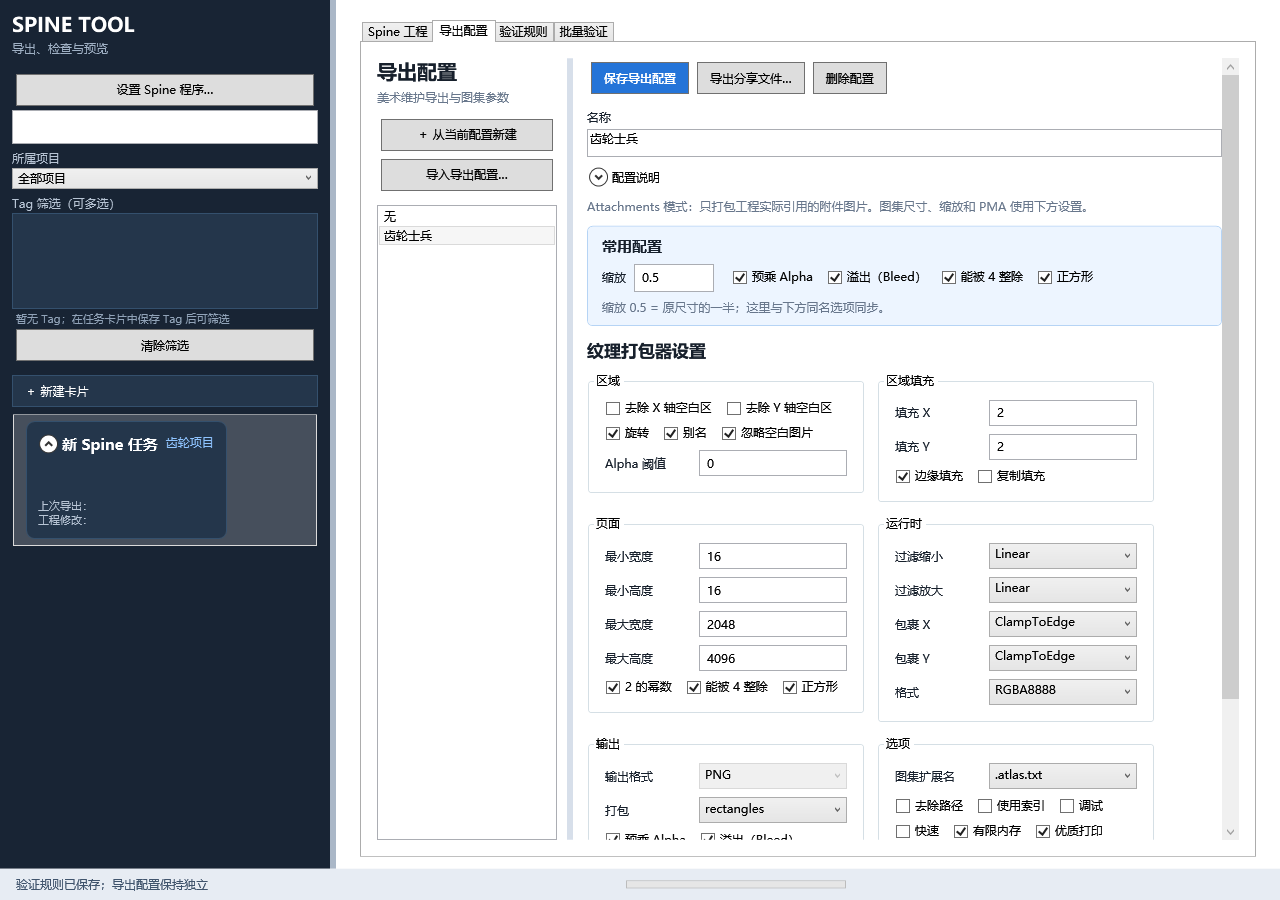 SPINE TOOL
导出、检查与预览
设置 Spine 程序...
所属项目
全部项目
Tag 筛选（可多选）
暂无 Tag；在任务卡片中保存 Tag 后可筛选
清除筛选
+ 新建卡片
新 Spine 任务 齿轮项目
上次导出：
工程修改：
Spine 工程 导出配置 验证规则 批量验证
导出配置
美术维护导出与图集参数
+ 从当前配置新建
导入导出配置...
无
齿轮士兵
保存导出配置 导出分享文件... 删除配置
名称
齿轮士兵
配置说明
Attachments 模式：只打包工程实际引用的附件图片。图集尺寸、缩放和 PMA 使用下方设置。
常用配置
缩放 0.5 预乘 Alpha 溢出（Bleed） 能被 4 整除 正方形
缩放 0.5 = 原尺寸的一半；这里与下方同名选项同步。
纹理打包器设置
区域
去除 X 轴空白区 去除 Y 轴空白区
旋转 别名 忽略空白图片
Alpha 阈值 0
区域填充
填充 X 2
填充 Y 2
边缘填充 复制填充
页面
最小宽度 16
最小高度 16
最大宽度 2048
最大高度 4096
2 的幂数 能被 4 整除 正方形
运行时
过滤缩小 Linear
过滤放大 Linear
包裹 X ClampToEdge
包裹 Y ClampToEdge
格式 RGBA8888
输出
输出格式 PNG
打包 rectangles
预乘 Alpha 溢出（Bleed）
选项
图集扩展名 .atlas.txt
去除路径 使用索引 调试
快速 有限内存 优质打印
验证规则已保存；导出配置保持独立